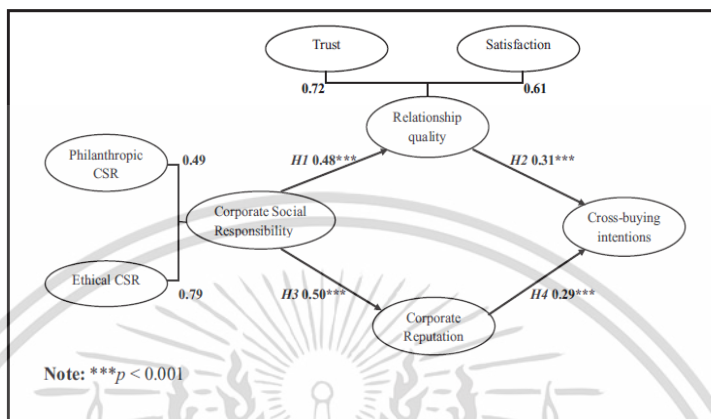 Trust
Satisfaction
0.72
0.61
Relationship
quality
Philanthropic
CSR
0.49
H1 0.48***
H2 0.31***
Corporate Social
Responsibility
Cross-buying
intentions
Ethical CSR
0.79
H3 0.50***
H4 0.29***
Corporate
Reputation
Note: ***p < 0.001